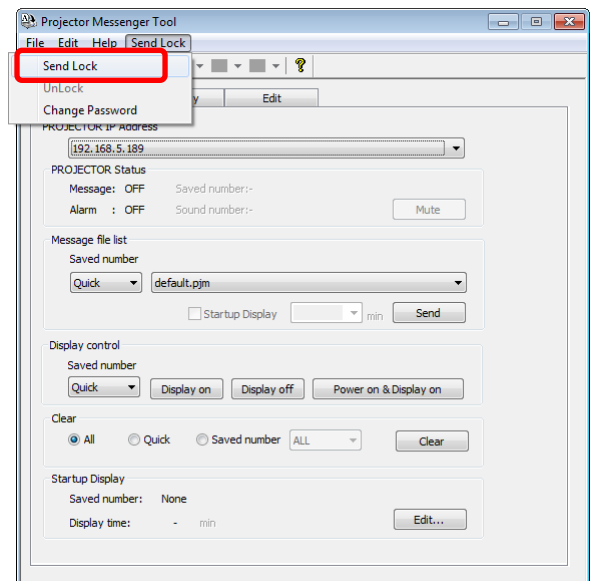 Projector Messenger Tool
File Edit Help Send Lock
Send Lock
UnLock
Change Password
Edit
PROJECTOR IP Address
192.168.5.189
PROJECTOR Status
Message: OFF Saved number:-
Alarm : OFF Sound number:- Mute
Message file list
Saved number
Quick default.pjm
Startup Display min Send
Display control
Saved number
Quick Display on Display off Power on & Display on
Clear
All Quick Saved number ALL Clear
Startup Display
Saved number: None
Display time: - min Edit...